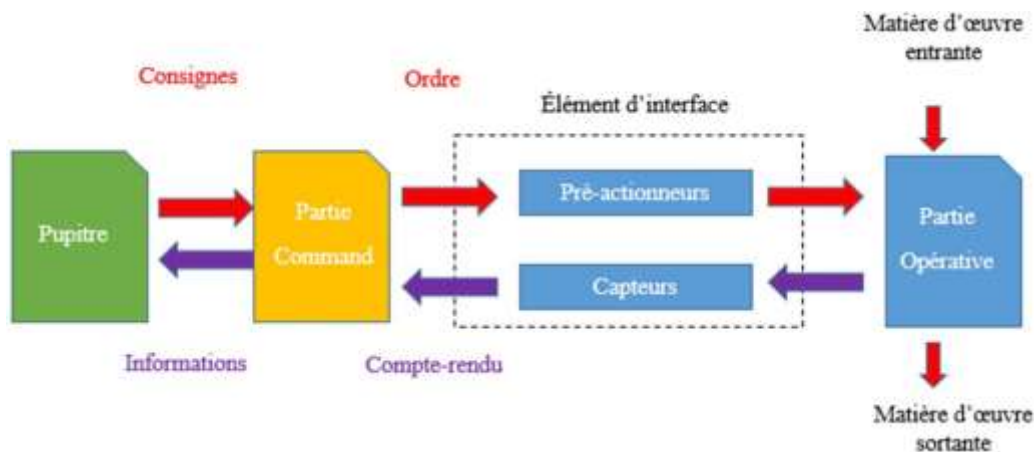 Matière d’œuvre
entrante
Consignes
Ordre
Élément d’interface
Pupitre
Partie
Command
Pré-actionneurs
Capteurs
Partie
Opérative
Informations
Compte-rendu
Matière d’œuvre
sortante